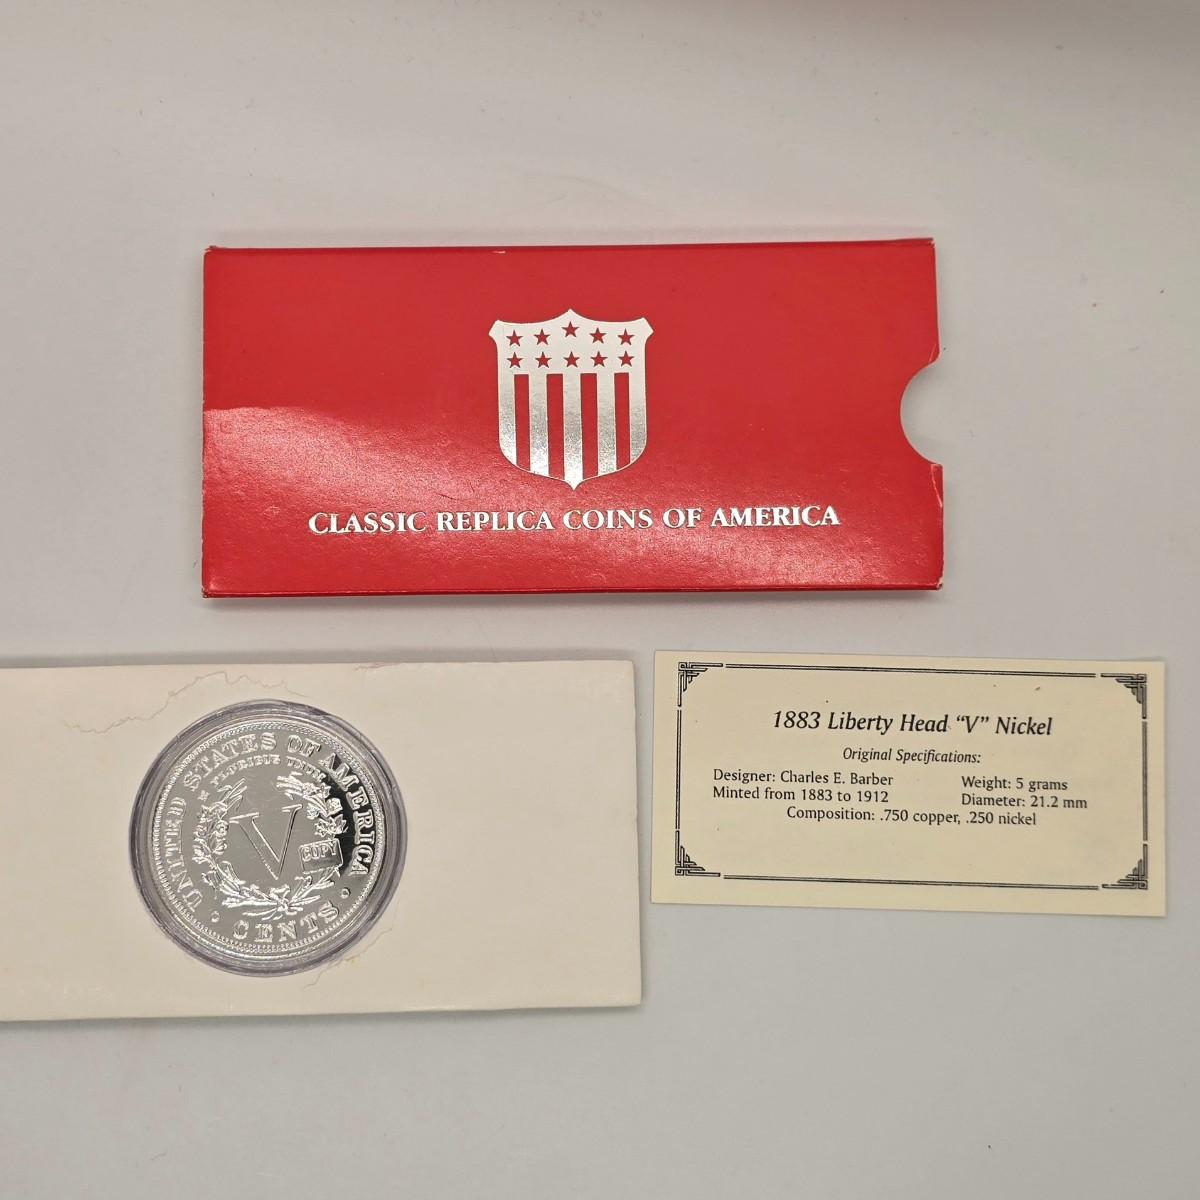 CLASSIC REPLICA COINS OF AMERICA
UNITED STATES OF AMERICA
E PLURIBUS UNUM
V
COPY
CENTS
1883 Liberty Head "V" Nickel
Original Specifications:
Designer: Charles E. Barber
Weight: 5 grams
Minted from 1883 to 1912
Diameter: 21.2 mm
Composition: .750 copper, .250 nickel